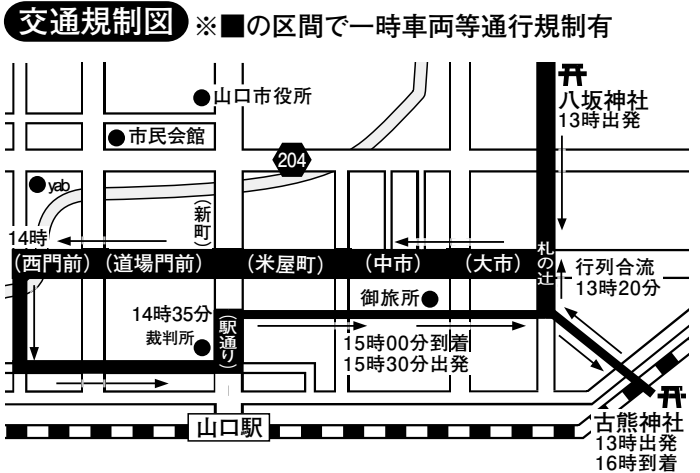 交通規制図 ※■の区間で一時車両等通行規制有
山口市役所
八坂神社
13時出発
市民会館
204
yab
(新町)
14時
(西門前)
(道場門前)
(米屋町)
(中市)
(大市)
札の辻
行列合流
13時20分
御旅所
14時35分
裁判所
(駅通り)
15時00分到着
15時30分出発
山口駅
古熊神社
13時出発
16時到着